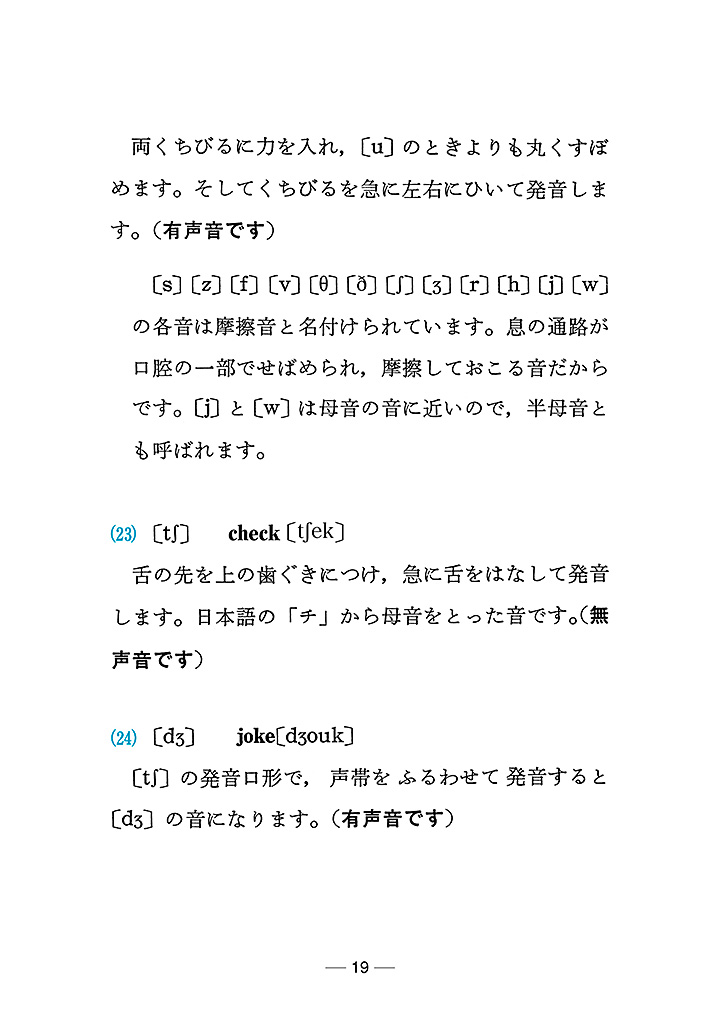 両くちびるに力を入れ，〔u〕のときよりも丸くすぼ
めます。そしてくちびるを急に左右にひいて発音しま
す。（有声音です）
〔s〕〔z〕〔f〕〔v〕〔θ〕〔ð〕〔ʃ〕〔ʒ〕〔r〕〔h〕〔j〕〔w〕
の各音は摩擦音と名付けられています。息の通路が
口腔の一部でせばめられ，摩擦しておこる音だから
です。〔j〕と〔w〕は母音の音に近いので，半母音と
も呼ばれます。
(23) 〔tʃ〕 check〔tʃek〕
舌の先を上の歯ぐきにつけ，急に舌をはなして発音
します。日本語の「チ」から母音をとった音です。（無
声音です）
(24) 〔dʒ〕 joke〔dʒouk〕
〔tʃ〕の発音口形で， 声帯を ふるわせて 発音すると
〔dʒ〕の音になります。（有声音です）
— 19 —